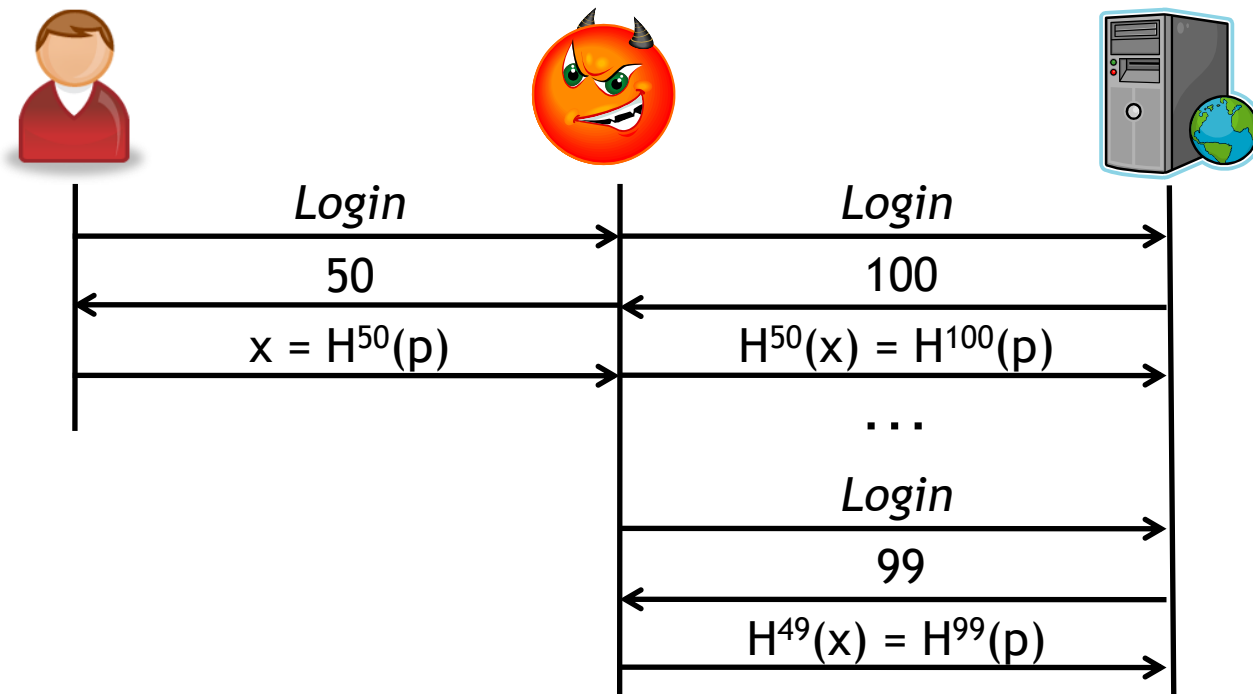 Login Login
50 100
x = H⁵⁰(p) H⁵⁰(x) = H¹⁰⁰(p)
...
Login
99
H⁴⁹(x) = H⁹⁹(p)